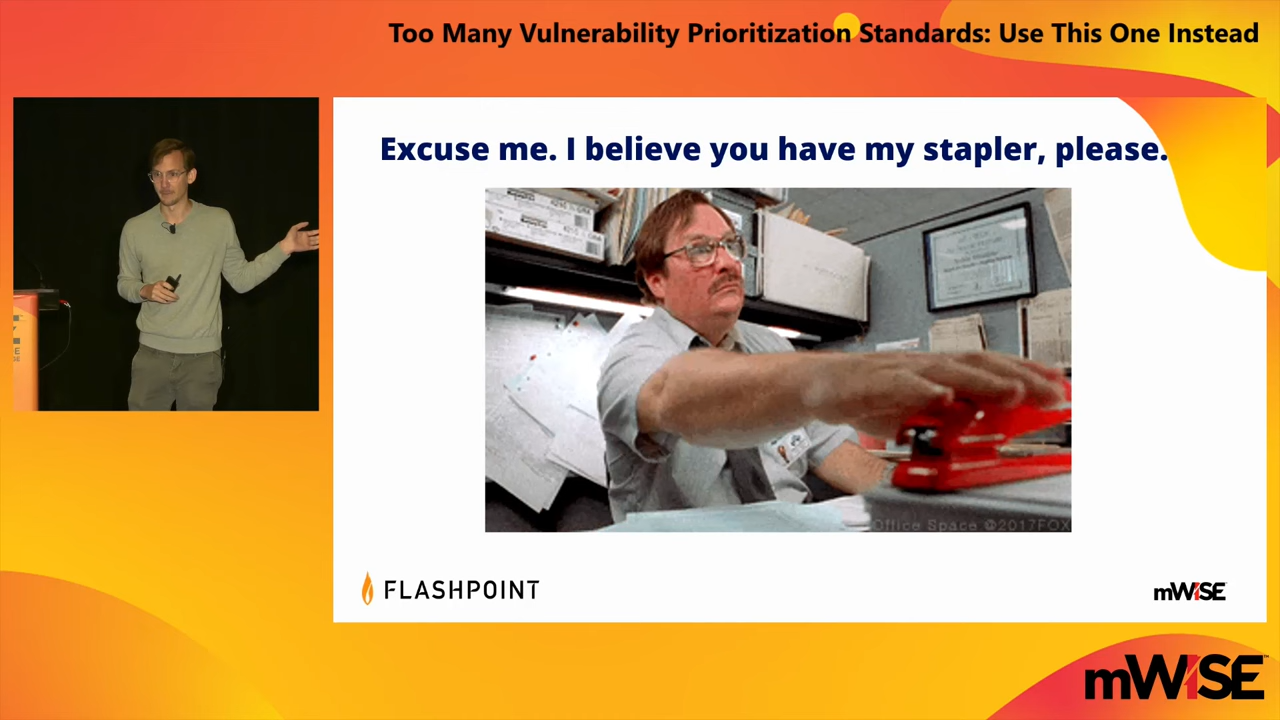 Too Many Vulnerability Prioritization Standards: Use This One Instead
Excuse me. I believe you have my stapler, please.
Office Space @2017FOX
FLASHPOINT
mWISE
mWISE™